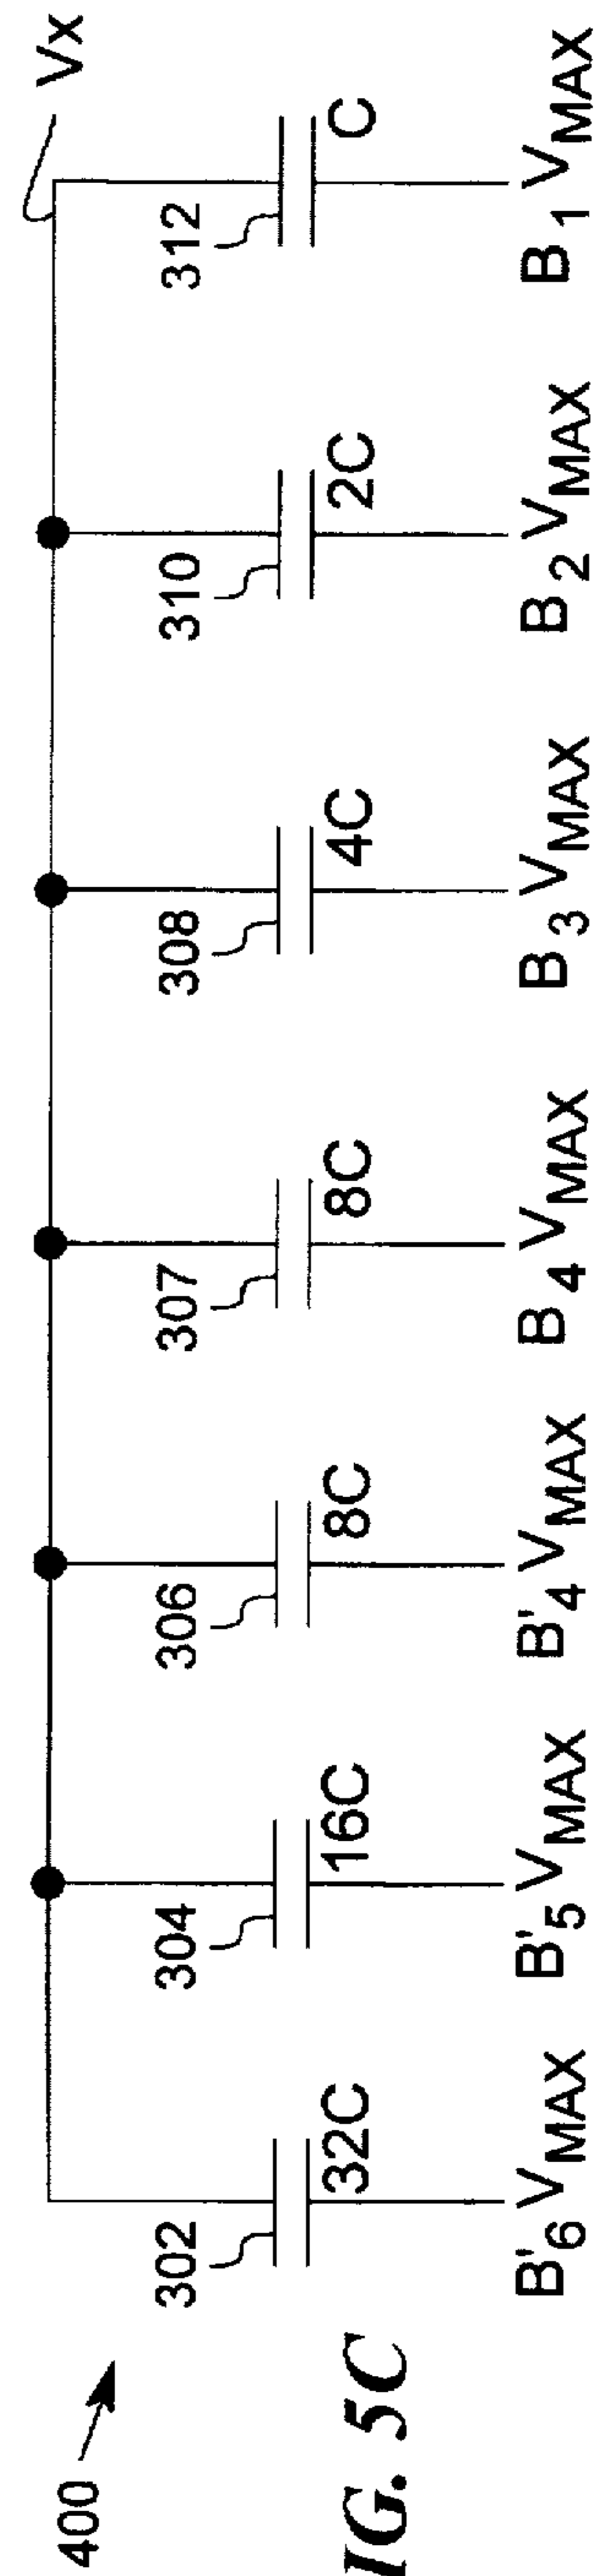 400
Vx
302
304
306
307
308
310
312
32C
16C
8C
8C
4C
2C
C
B'6 VMAX
B'5 VMAX
B'4 VMAX
B4 VMAX
B3 VMAX
B2 VMAX
B1 VMAX
IG. 5C